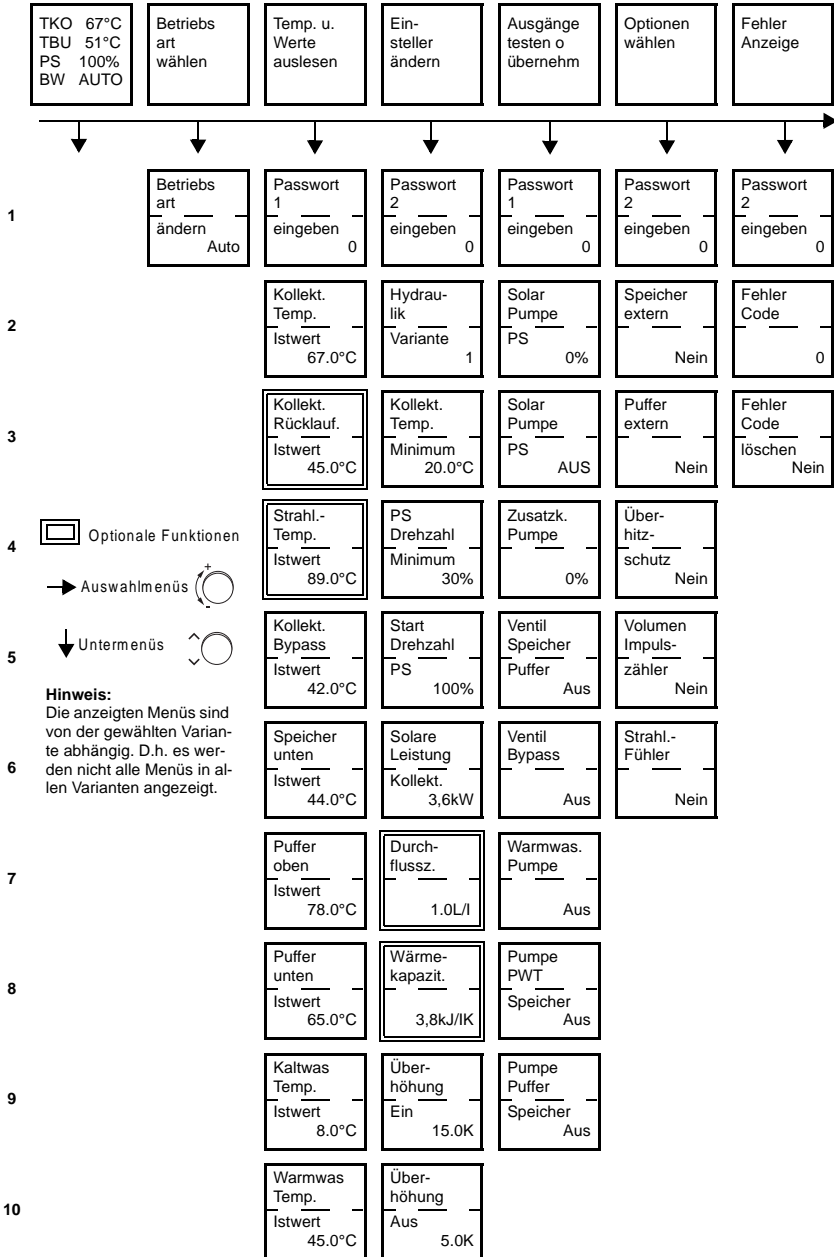 TKO 67°C
TBU 51°C
PS 100%
BW AUTO
Betriebs
art
wählen
Temp. u.
Werte
auslesen
Ein-
steller
ändern
Ausgänge
testen o
übernehm
Optionen
wählen
Fehler
Anzeige
1
Betriebs
art
ändern
Auto
Passwort
1
eingeben
0
Passwort
2
eingeben
0
Passwort
1
eingeben
0
Passwort
2
eingeben
0
Passwort
2
eingeben
0
2
Kollekt.
Temp.
Istwert
67.0°C
Hydrau-
lik
Variante
1
Solar
Pumpe
PS
0%
Speicher
extern
Nein
Fehler
Code
0
3
Kollekt.
Rücklauf.
Istwert
45.0°C
Kollekt.
Temp.
Minimum
20.0°C
Solar
Pumpe
PS
AUS
Puffer
extern
Nein
Fehler
Code
löschen
Nein
4
Optionale Funktionen
Auswahlmenüs
+
-
Strahl.-
Temp.
Istwert
89.0°C
PS
Drehzahl
Minimum
30%
Zusatzk.
Pumpe
0%
Über-
hitz-
schutz
Nein
5
Untermenüs
Kollekt.
Bypass
Istwert
42.0°C
Start
Drehzahl
PS
100%
Ventil
Speicher
Puffer
Aus
Volumen
Impuls-
zähler
Nein
Hinweis:
Die anzeigten Menüs sind
von der gewählten Varian-
te abhängig. D.h. es wer-
den nicht alle Menüs in al-
len Varianten angezeigt.
6
Speicher
unten
Istwert
44.0°C
Solare
Leistung
Kollekt.
3,6kW
Ventil
Bypass
Aus
Strahl.-
Fühler
Nein
7
Puffer
oben
Istwert
78.0°C
Durch-
flussz.
1.0L/I
Warmwas.
Pumpe
Aus
8
Puffer
unten
Istwert
65.0°C
Wärme-
kapazit.
3,8kJ/lK
Pumpe
PWT
Speicher
Aus
9
Kaltwas
Temp.
Istwert
8.0°C
Über-
höhung
Ein
15.0K
Pumpe
Puffer
Speicher
Aus
10
Warmwas
Temp.
Istwert
45.0°C
Über-
höhung
Aus
5.0K